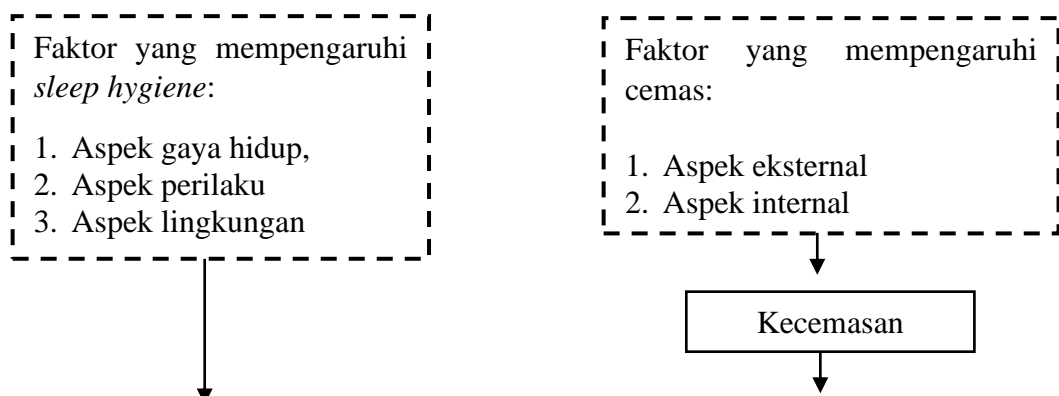 Faktor yang mempengaruhi
sleep hygiene:
1. Aspek gaya hidup,
2. Aspek perilaku
3. Aspek lingkungan
Faktor yang mempengaruhi
cemas:
1. Aspek eksternal
2. Aspek internal
Kecemasan